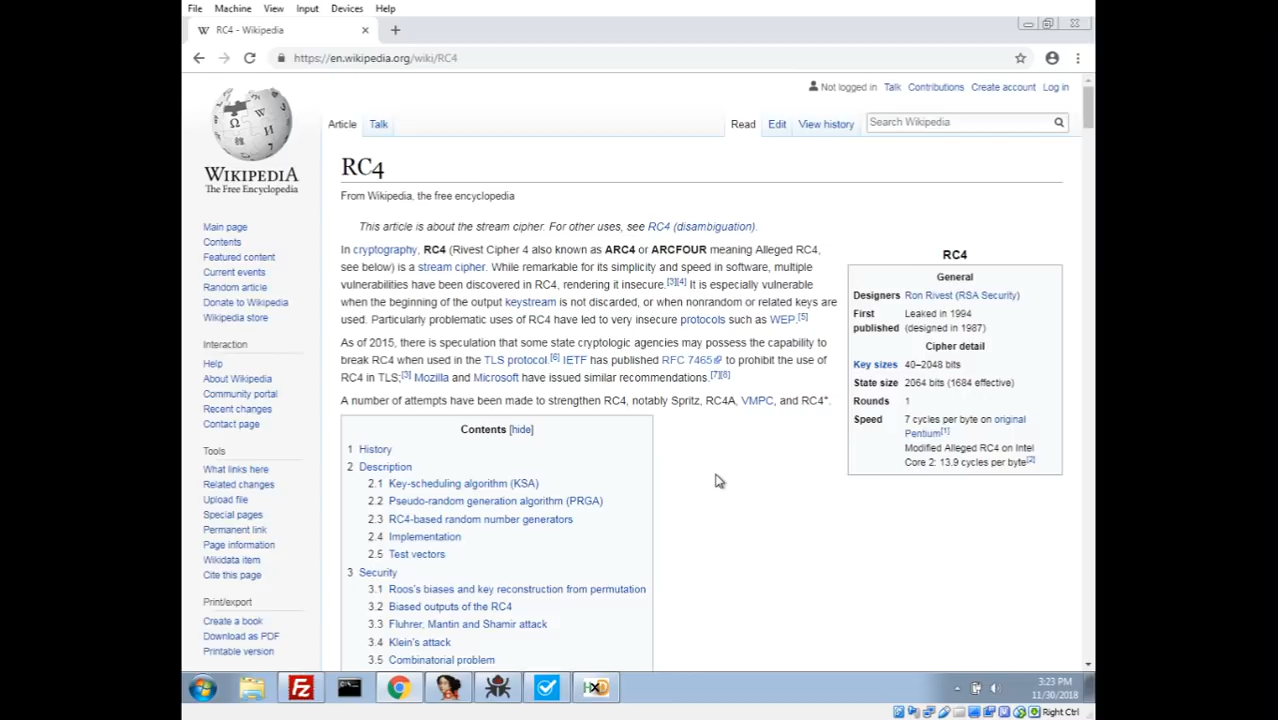 File Machine View Input Devices Help
RC4 - Wikipedia
https://en.wikipedia.org/wiki/RC4
Not logged in Talk Contributions Create account Log in
Article Talk
Read Edit View history Search Wikipedia
WIKIPEDIA
The Free Encyclopedia
Main page
Contents
Featured content
Current events
Random article
Donate to Wikipedia
Wikipedia store
Interaction
Help
About Wikipedia
Community portal
Recent changes
Contact page
Tools
What links here
Related changes
Upload file
Special pages
Permanent link
Page information
Wikidata item
Cite this page
Print/export
Create a book
Download as PDF
Printable version
RC4
From Wikipedia, the free encyclopedia
This article is about the stream cipher. For other uses, see RC4 (disambiguation).
In cryptography, RC4 (Rivest Cipher 4 also known as ARC4 or ARCFOUR meaning Alleged RC4,
see below) is a stream cipher. While remarkable for its simplicity and speed in software, multiple
vulnerabilities have been discovered in RC4, rendering it insecure.[3][4] It is especially vulnerable
when the beginning of the output keystream is not discarded, or when nonrandom or related keys are
used. Particularly problematic uses of RC4 have led to very insecure protocols such as WEP.[5]
As of 2015, there is speculation that some state cryptologic agencies may possess the capability to
break RC4 when used in the TLS protocol.[6] IETF has published RFC 7465 to prohibit the use of
RC4 in TLS;[3] Mozilla and Microsoft have issued similar recommendations.[7][8]
A number of attempts have been made to strengthen RC4, notably Spritz, RC4A, VMPC, and RC4+.
Contents [hide]
1 History
2 Description
2.1 Key-scheduling algorithm (KSA)
2.2 Pseudo-random generation algorithm (PRGA)
2.3 RC4-based random number generators
2.4 Implementation
2.5 Test vectors
3 Security
3.1 Roos's biases and key reconstruction from permutation
3.2 Biased outputs of the RC4
3.3 Fluhrer, Mantin and Shamir attack
3.4 Klein's attack
3.5 Combinatorial problem
RC4
General
Designers Ron Rivest (RSA Security)
First published Leaked in 1994
(designed in 1987)
Cipher detail
Key sizes 40–2048 bits
State size 2064 bits (1684 effective)
Rounds 1
Speed 7 cycles per byte on original
Pentium[1]
Modified Alleged RC4 on Intel
Core 2: 13.9 cycles per byte[2]
3:23 PM
11/30/2018
Right Ctrl